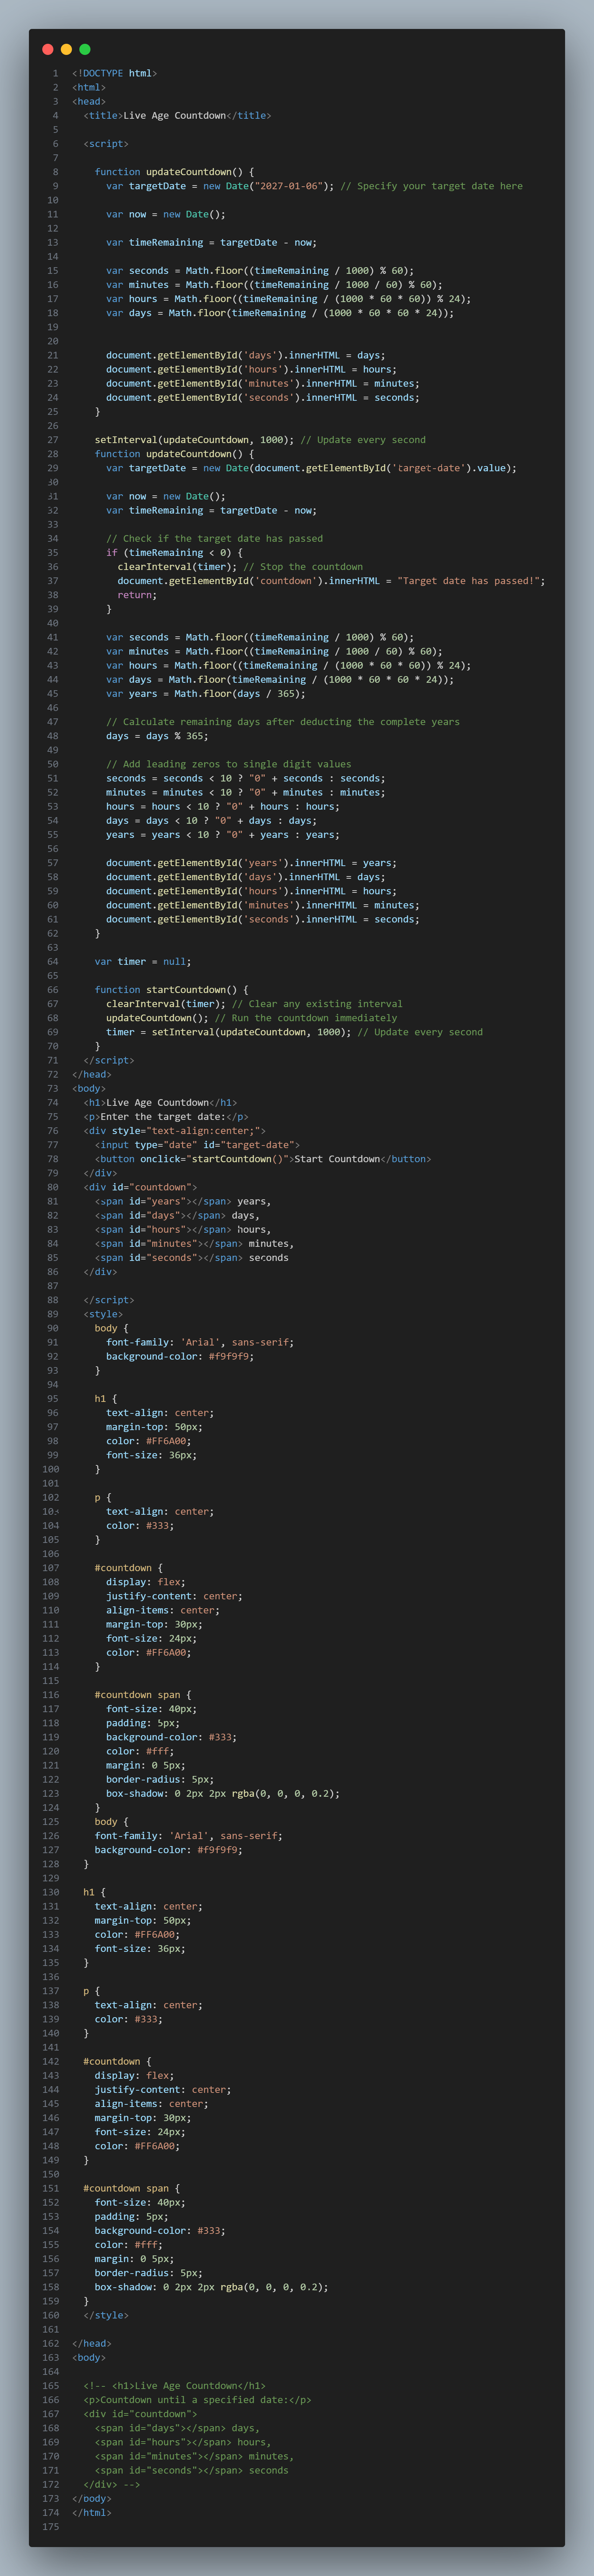 1 <!DOCTYPE html>
2 <html>
3 <head>
4   <title>Live Age Countdown</title>
5
6   <script>
7
8     function updateCountdown() {
9       var targetDate = new Date("2027-01-06"); // Specify your target date here
10
11       var now = new Date();
12
13       var timeRemaining = targetDate - now;
14
15       var seconds = Math.floor((timeRemaining / 1000) % 60);
16       var minutes = Math.floor((timeRemaining / 1000 / 60) % 60);
17       var hours = Math.floor((timeRemaining / (1000 * 60 * 60)) % 24);
18       var days = Math.floor(timeRemaining / (1000 * 60 * 60 * 24));
19
20
21       document.getElementById('days').innerHTML = days;
22       document.getElementById('hours').innerHTML = hours;
23       document.getElementById('minutes').innerHTML = minutes;
24       document.getElementById('seconds').innerHTML = seconds;
25     }
26
27     setInterval(updateCountdown, 1000); // Update every second
28     function updateCountdown() {
29       var targetDate = new Date(document.getElementById('target-date').value);
30
31       var now = new Date();
32       var timeRemaining = targetDate - now;
33
34       // Check if the target date has passed
35       if (timeRemaining < 0) {
36         clearInterval(timer); // Stop the countdown
37         document.getElementById('countdown').innerHTML = "Target date has passed!";
38         return;
39       }
40
41       var seconds = Math.floor((timeRemaining / 1000) % 60);
42       var minutes = Math.floor((timeRemaining / 1000 / 60) % 60);
43       var hours = Math.floor((timeRemaining / (1000 * 60 * 60)) % 24);
44       var days = Math.floor(timeRemaining / (1000 * 60 * 60 * 24));
45       var years = Math.floor(days / 365);
46
47       // Calculate remaining days after deducting the complete years
48       days = days % 365;
49
50       // Add leading zeros to single digit values
51       seconds = seconds < 10 ? "0" + seconds : seconds;
52       minutes = minutes < 10 ? "0" + minutes : minutes;
53       hours = hours < 10 ? "0" + hours : hours;
54       days = days < 10 ? "0" + days : days;
55       years = years < 10 ? "0" + years : years;
56
57       document.getElementById('years').innerHTML = years;
58       document.getElementById('days').innerHTML = days;
59       document.getElementById('hours').innerHTML = hours;
60       document.getElementById('minutes').innerHTML = minutes;
61       document.getElementById('seconds').innerHTML = seconds;
62     }
63
64     var timer = null;
65
66     function startCountdown() {
67       clearInterval(timer); // Clear any existing interval
68       updateCountdown(); // Run the countdown immediately
69       timer = setInterval(updateCountdown, 1000); // Update every second
70     }
71   </script>
72 </head>
73 <body>
74   <h1>Live Age Countdown</h1>
75   <p>Enter the target date:</p>
76   <div style="text-align:center;">
77     <input type="date" id="target-date">
78     <button onclick="startCountdown()">Start Countdown</button>
79   </div>
80   <div id="countdown">
81     <span id="years"></span> years,
82     <span id="days"></span> days,
83     <span id="hours"></span> hours,
84     <span id="minutes"></span> minutes,
85     <span id="seconds"></span> seconds
86   </div>
87
88   </script>
89   <style>
90     body {
91       font-family: 'Arial', sans-serif;
92       background-color: #f9f9f9;
93     }
94
95     h1 {
96       text-align: center;
97       margin-top: 50px;
98       color: #FF6A00;
99       font-size: 36px;
100     }
101
102     p {
103       text-align: center;
104       color: #333;
105     }
106
107     #countdown {
108       display: flex;
109       justify-content: center;
110       align-items: center;
111       margin-top: 30px;
112       font-size: 24px;
113       color: #FF6A00;
114     }
115
116     #countdown span {
117       font-size: 40px;
118       padding: 5px;
119       background-color: #333;
120       color: #fff;
121       margin: 0 5px;
122       border-radius: 5px;
123       box-shadow: 0 2px 2px rgba(0, 0, 0, 0.2);
124     }
125     body {
126     font-family: 'Arial', sans-serif;
127     background-color: #f9f9f9;
128   }
129
130   h1 {
131     text-align: center;
132     margin-top: 50px;
133     color: #FF6A00;
134     font-size: 36px;
135   }
136
137   p {
138     text-align: center;
139     color: #333;
140   }
141
142   #countdown {
143     display: flex;
144     justify-content: center;
145     align-items: center;
146     margin-top: 30px;
147     font-size: 24px;
148     color: #FF6A00;
149   }
150
151   #countdown span {
152     font-size: 40px;
153     padding: 5px;
154     background-color: #333;
155     color: #fff;
156     margin: 0 5px;
157     border-radius: 5px;
158     box-shadow: 0 2px 2px rgba(0, 0, 0, 0.2);
159   }
160   </style>
161
162 </head>
163 <body>
164
165   <!-- <h1>Live Age Countdown</h1>
166   <p>Countdown until a specified date:</p>
167   <div id="countdown">
168     <span id="days"></span> days,
169     <span id="hours"></span> hours,
170     <span id="minutes"></span> minutes,
171     <span id="seconds"></span> seconds
172   </div> -->
173 </body>
174 </html>
175